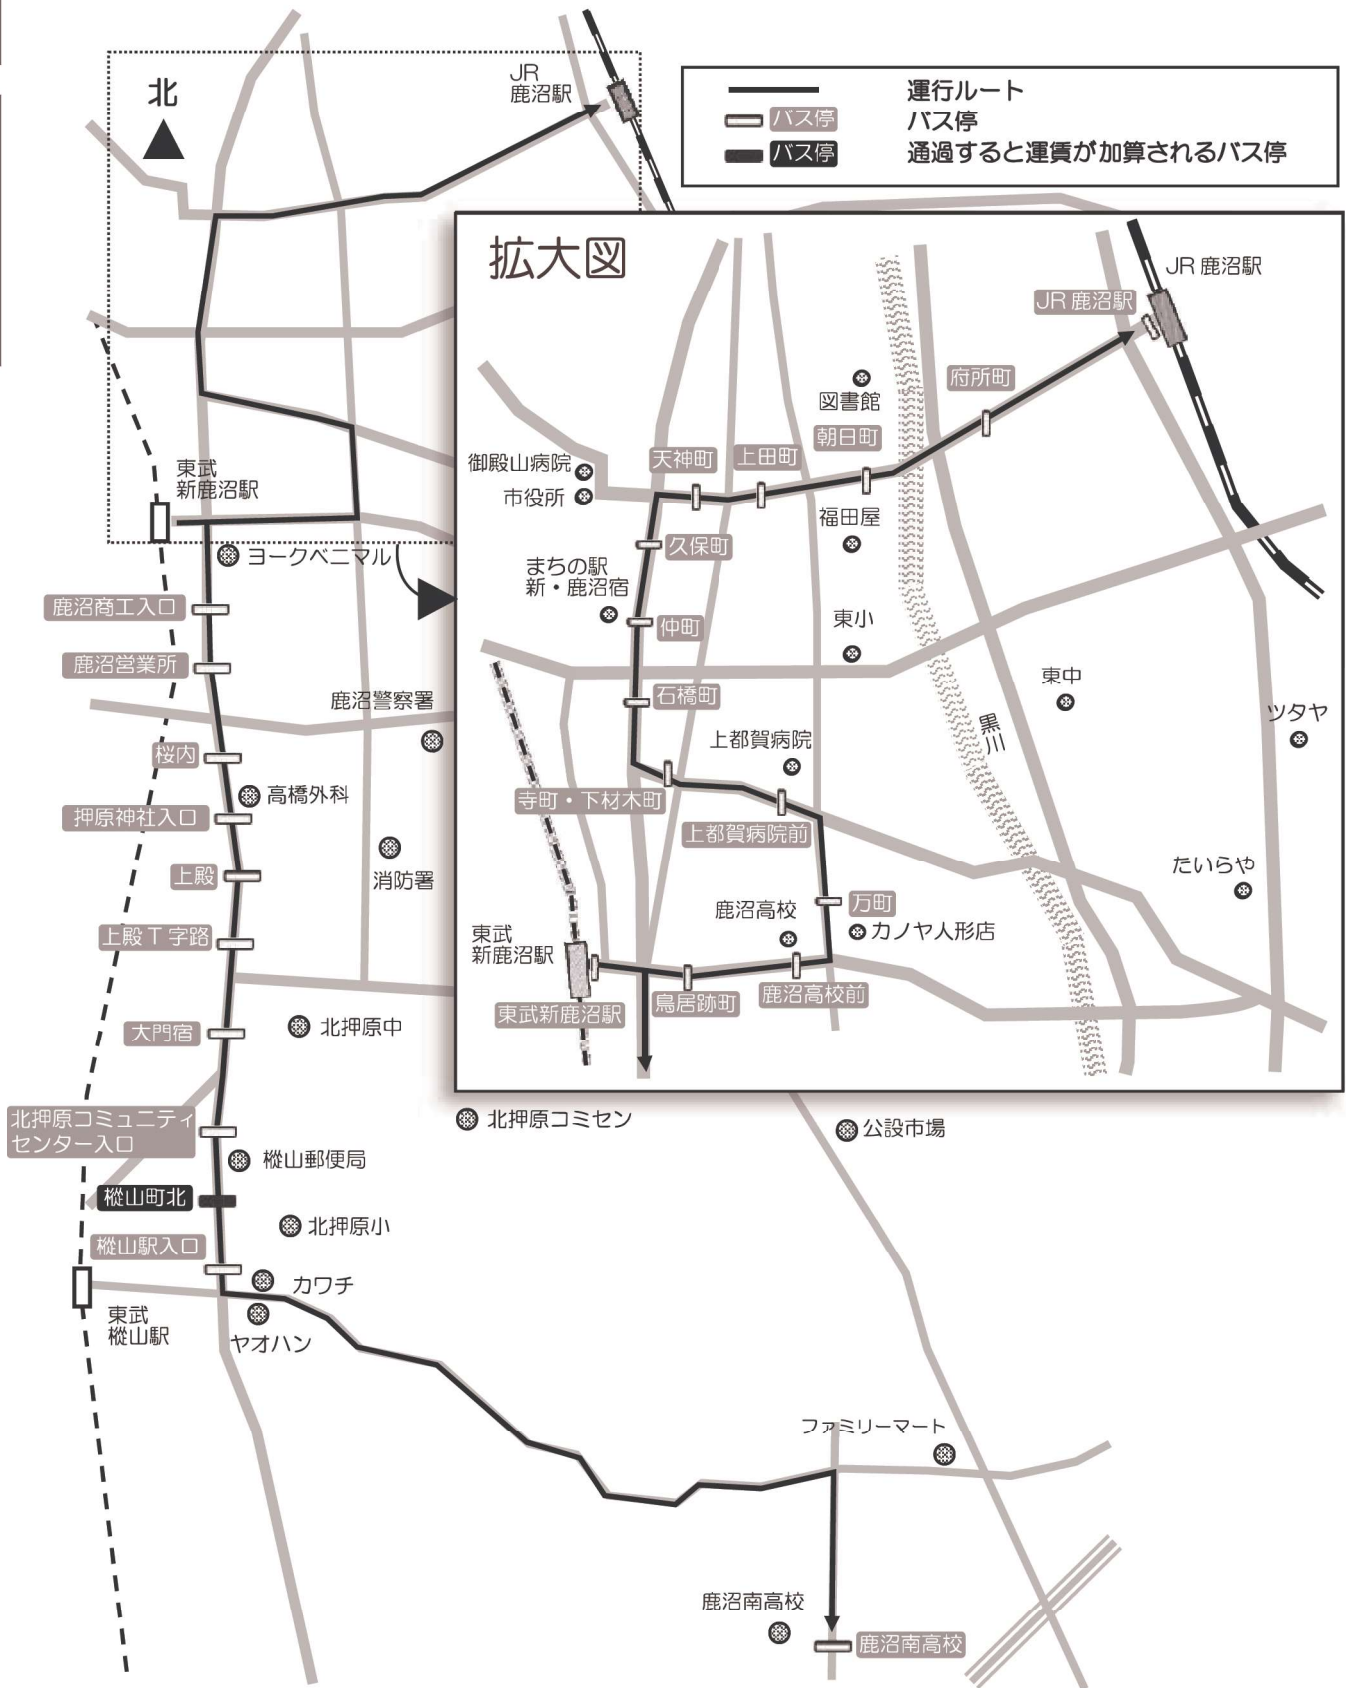 北
JR
鹿沼駅
運行ルート
バス停
バス停
バス停
通過すると運賃が加算されるバス停
拡大図
JR 鹿沼駅
JR 鹿沼駅
府所町
図書館
朝日町
上田町
天神町
御殿山病院
市役所
福田屋
久保町
まちの駅
新・鹿沼宿
仲町
東小
石橋町
東中
黒川
ツタヤ
上都賀病院
寺町・下材木町
上都賀病院前
たいらや
鹿沼高校
万町
カノヤ人形店
東武
新鹿沼駅
東武新鹿沼駅
鳥居跡町
鹿沼高校前
東武
新鹿沼駅
ヨークベニマル
鹿沼商工入口
鹿沼営業所
鹿沼警察署
桜内
高橋外科
押原神社入口
消防署
上殿
上殿T字路
大門宿
北押原中
北押原コミュニティ
センター入口
北押原コミセン
公設市場
樅山郵便局
樅山町北
北押原小
樅山駅入口
カワチ
東武
樅山駅
ヤオハン
ファミリーマート
鹿沼南高校
鹿沼南高校